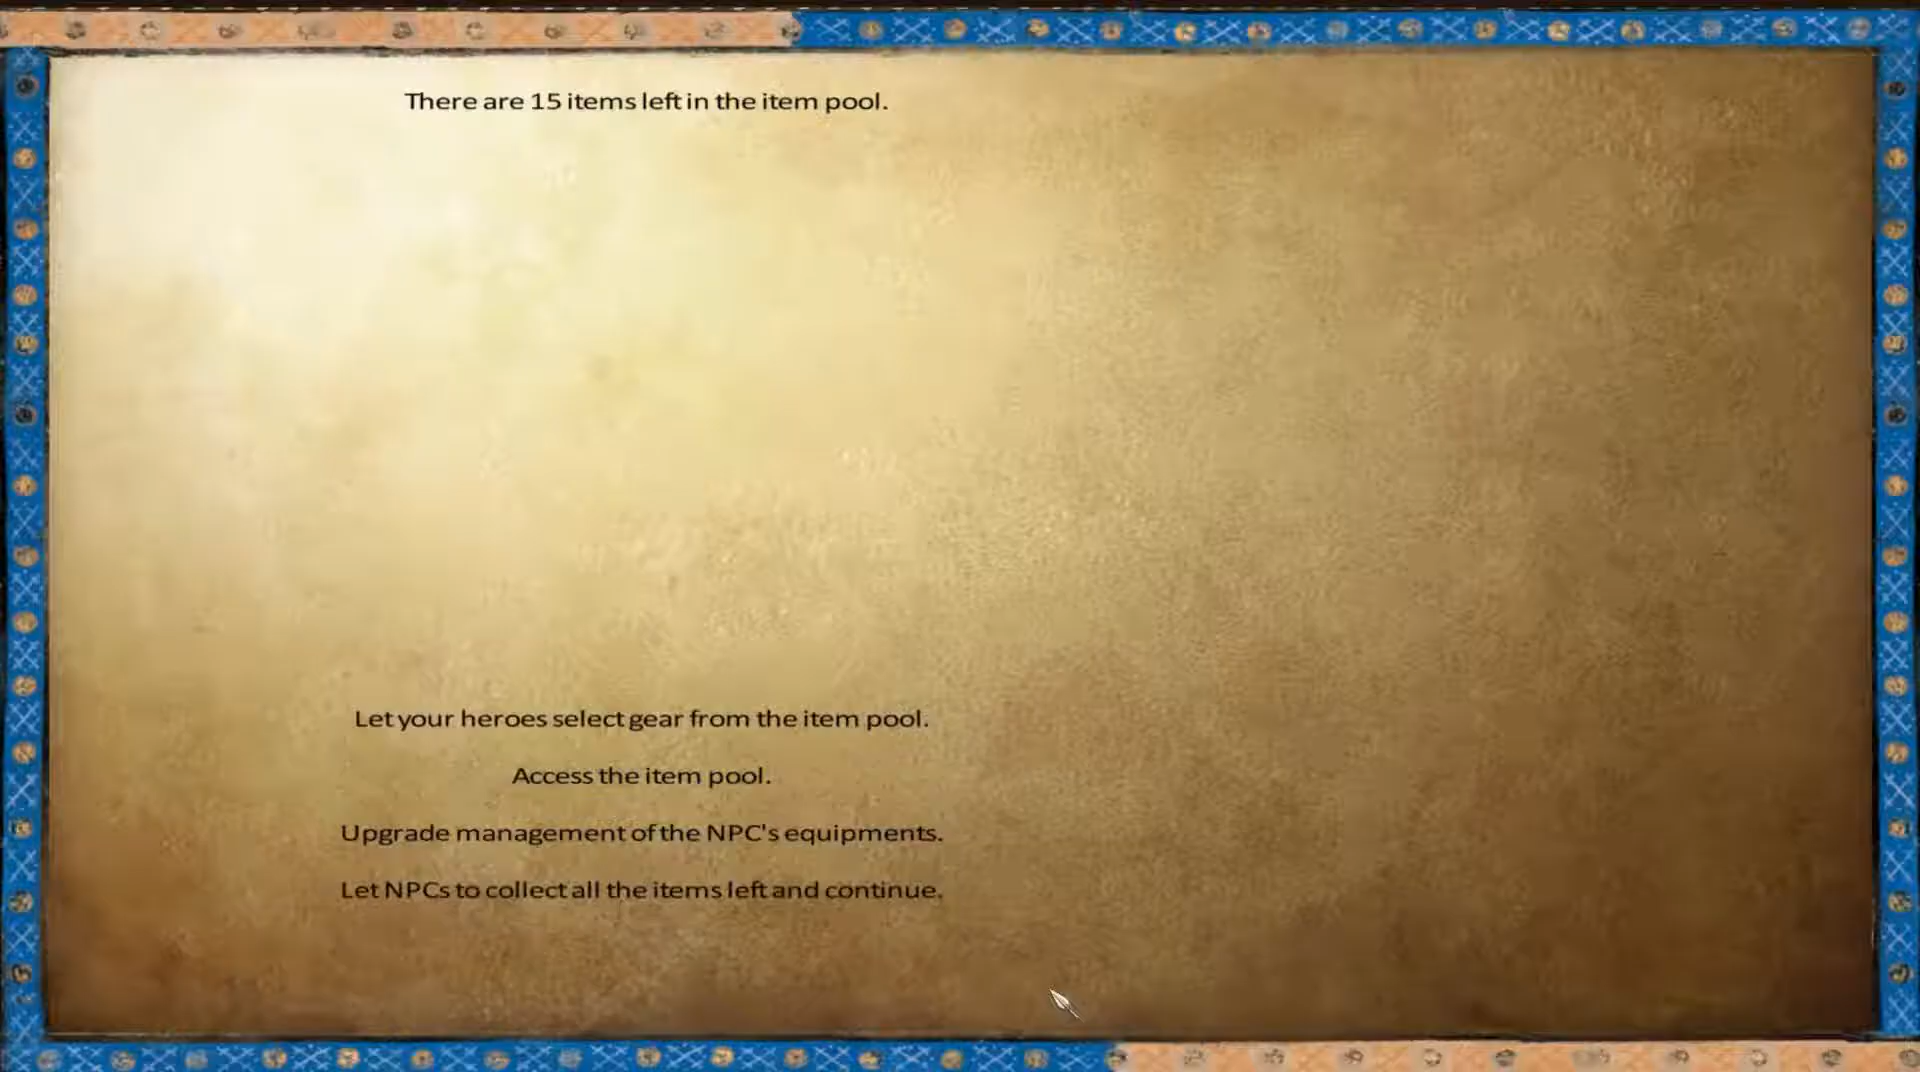 There are 15 items left in the item pool.
Let your heroes select gear from the item pool.
Access the item pool.
Upgrade management of the NPC's equipments.
Let NPCs to collect all the items left and continue.